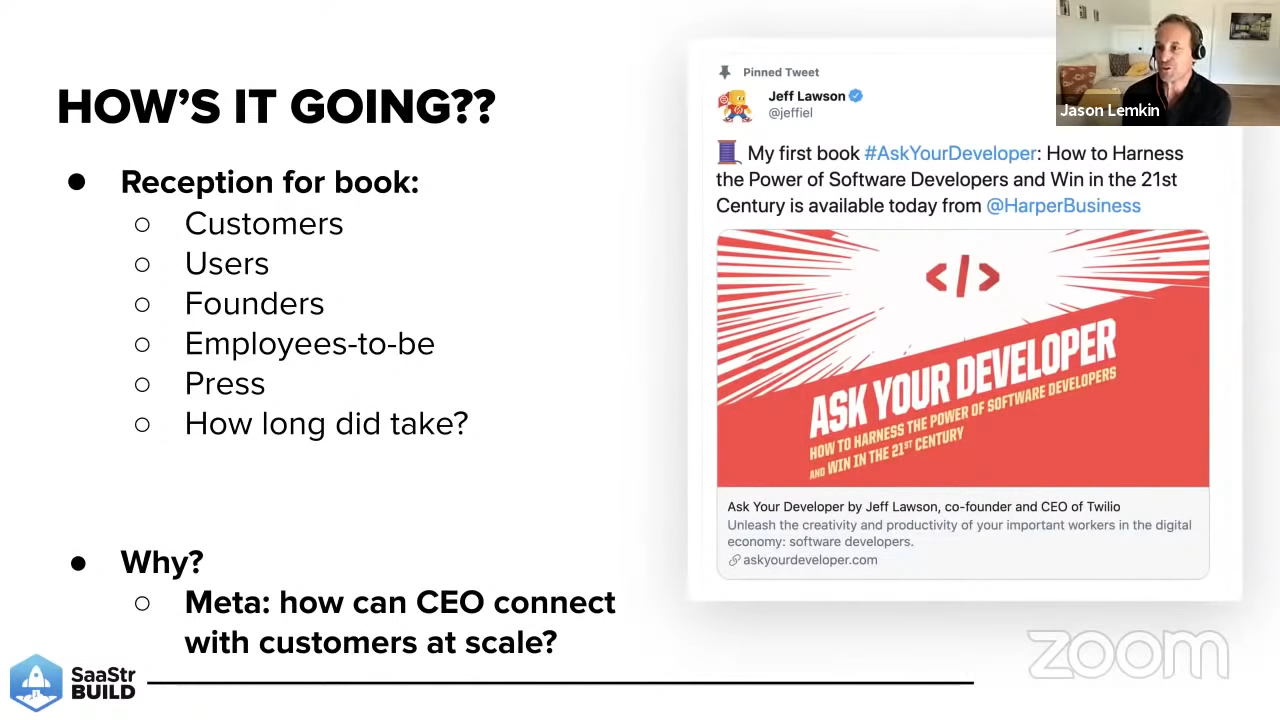 HOW'S IT GOING??
● Reception for book:
○ Customers
○ Users
○ Founders
○ Employees-to-be
○ Press
○ How long did take?
● Why?
○ Meta: how can CEO connect
with customers at scale?
SaaStr
BUILD
Pinned Tweet
Jeff Lawson
@jeffiel
My first book #AskYourDeveloper: How to Harness
the Power of Software Developers and Win in the 21st
Century is available today from @HarperBusiness
</>
ASK YOUR DEVELOPER
HOW TO HARNESS THE POWER OF SOFTWARE DEVELOPERS
AND WIN IN THE 21ST CENTURY
Ask Your Developer by Jeff Lawson, co-founder and CEO of Twilio
Unleash the creativity and productivity of your important workers in the digital
economy: software developers.
askyourdeveloper.com
Jason Lemkin
zoom